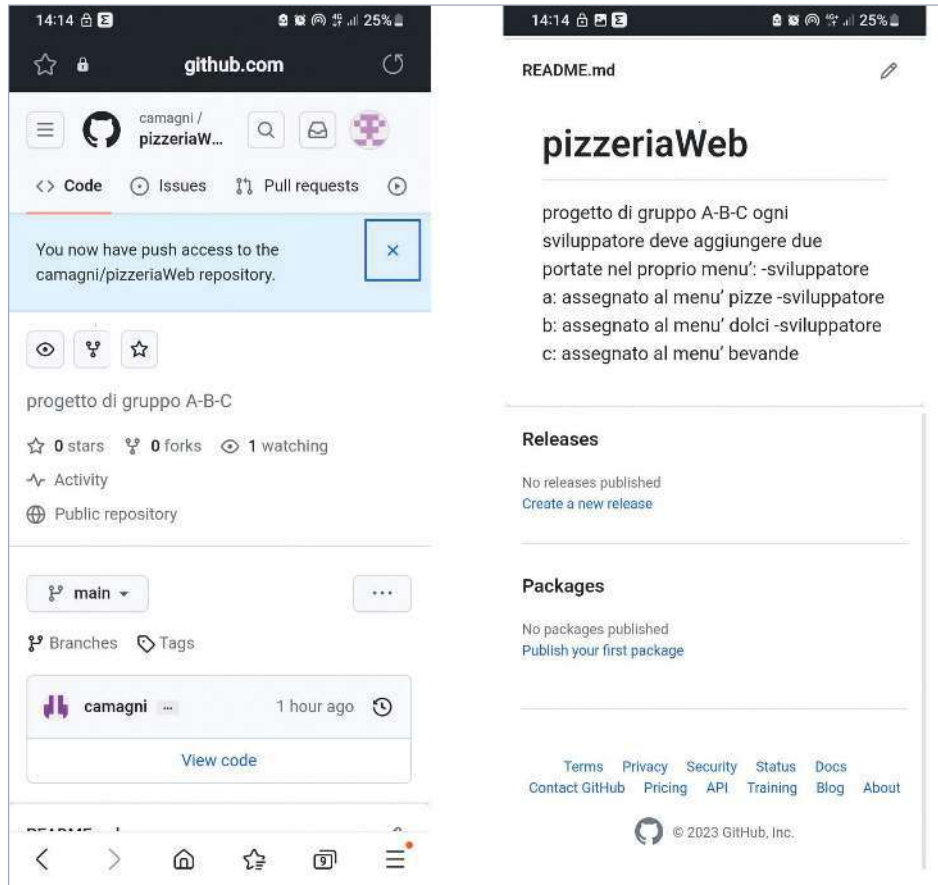 14:14 25%
github.com
camagni /
pizzeriaW...
Code Issues Pull requests
You now have push access to the
camagni/pizzeriaWeb repository.
progetto di gruppo A-B-C
0 stars 0 forks 1 watching
Activity
Public repository
main
Branches Tags
camagni ... 1 hour ago
View code
9
14:14 25%
README.md
pizzeriaWeb
progetto di gruppo A-B-C ogni
sviluppatore deve aggiungere due
portate nel proprio menu': -sviluppatore
a: assegnato al menu' pizze -sviluppatore
b: assegnato al menu' dolci -sviluppatore
c: assegnato al menu' bevande
Releases
No releases published
Create a new release
Packages
No packages published
Publish your first package
Terms Privacy Security Status Docs
Contact GitHub Pricing API Training Blog About
© 2023 GitHub, Inc.